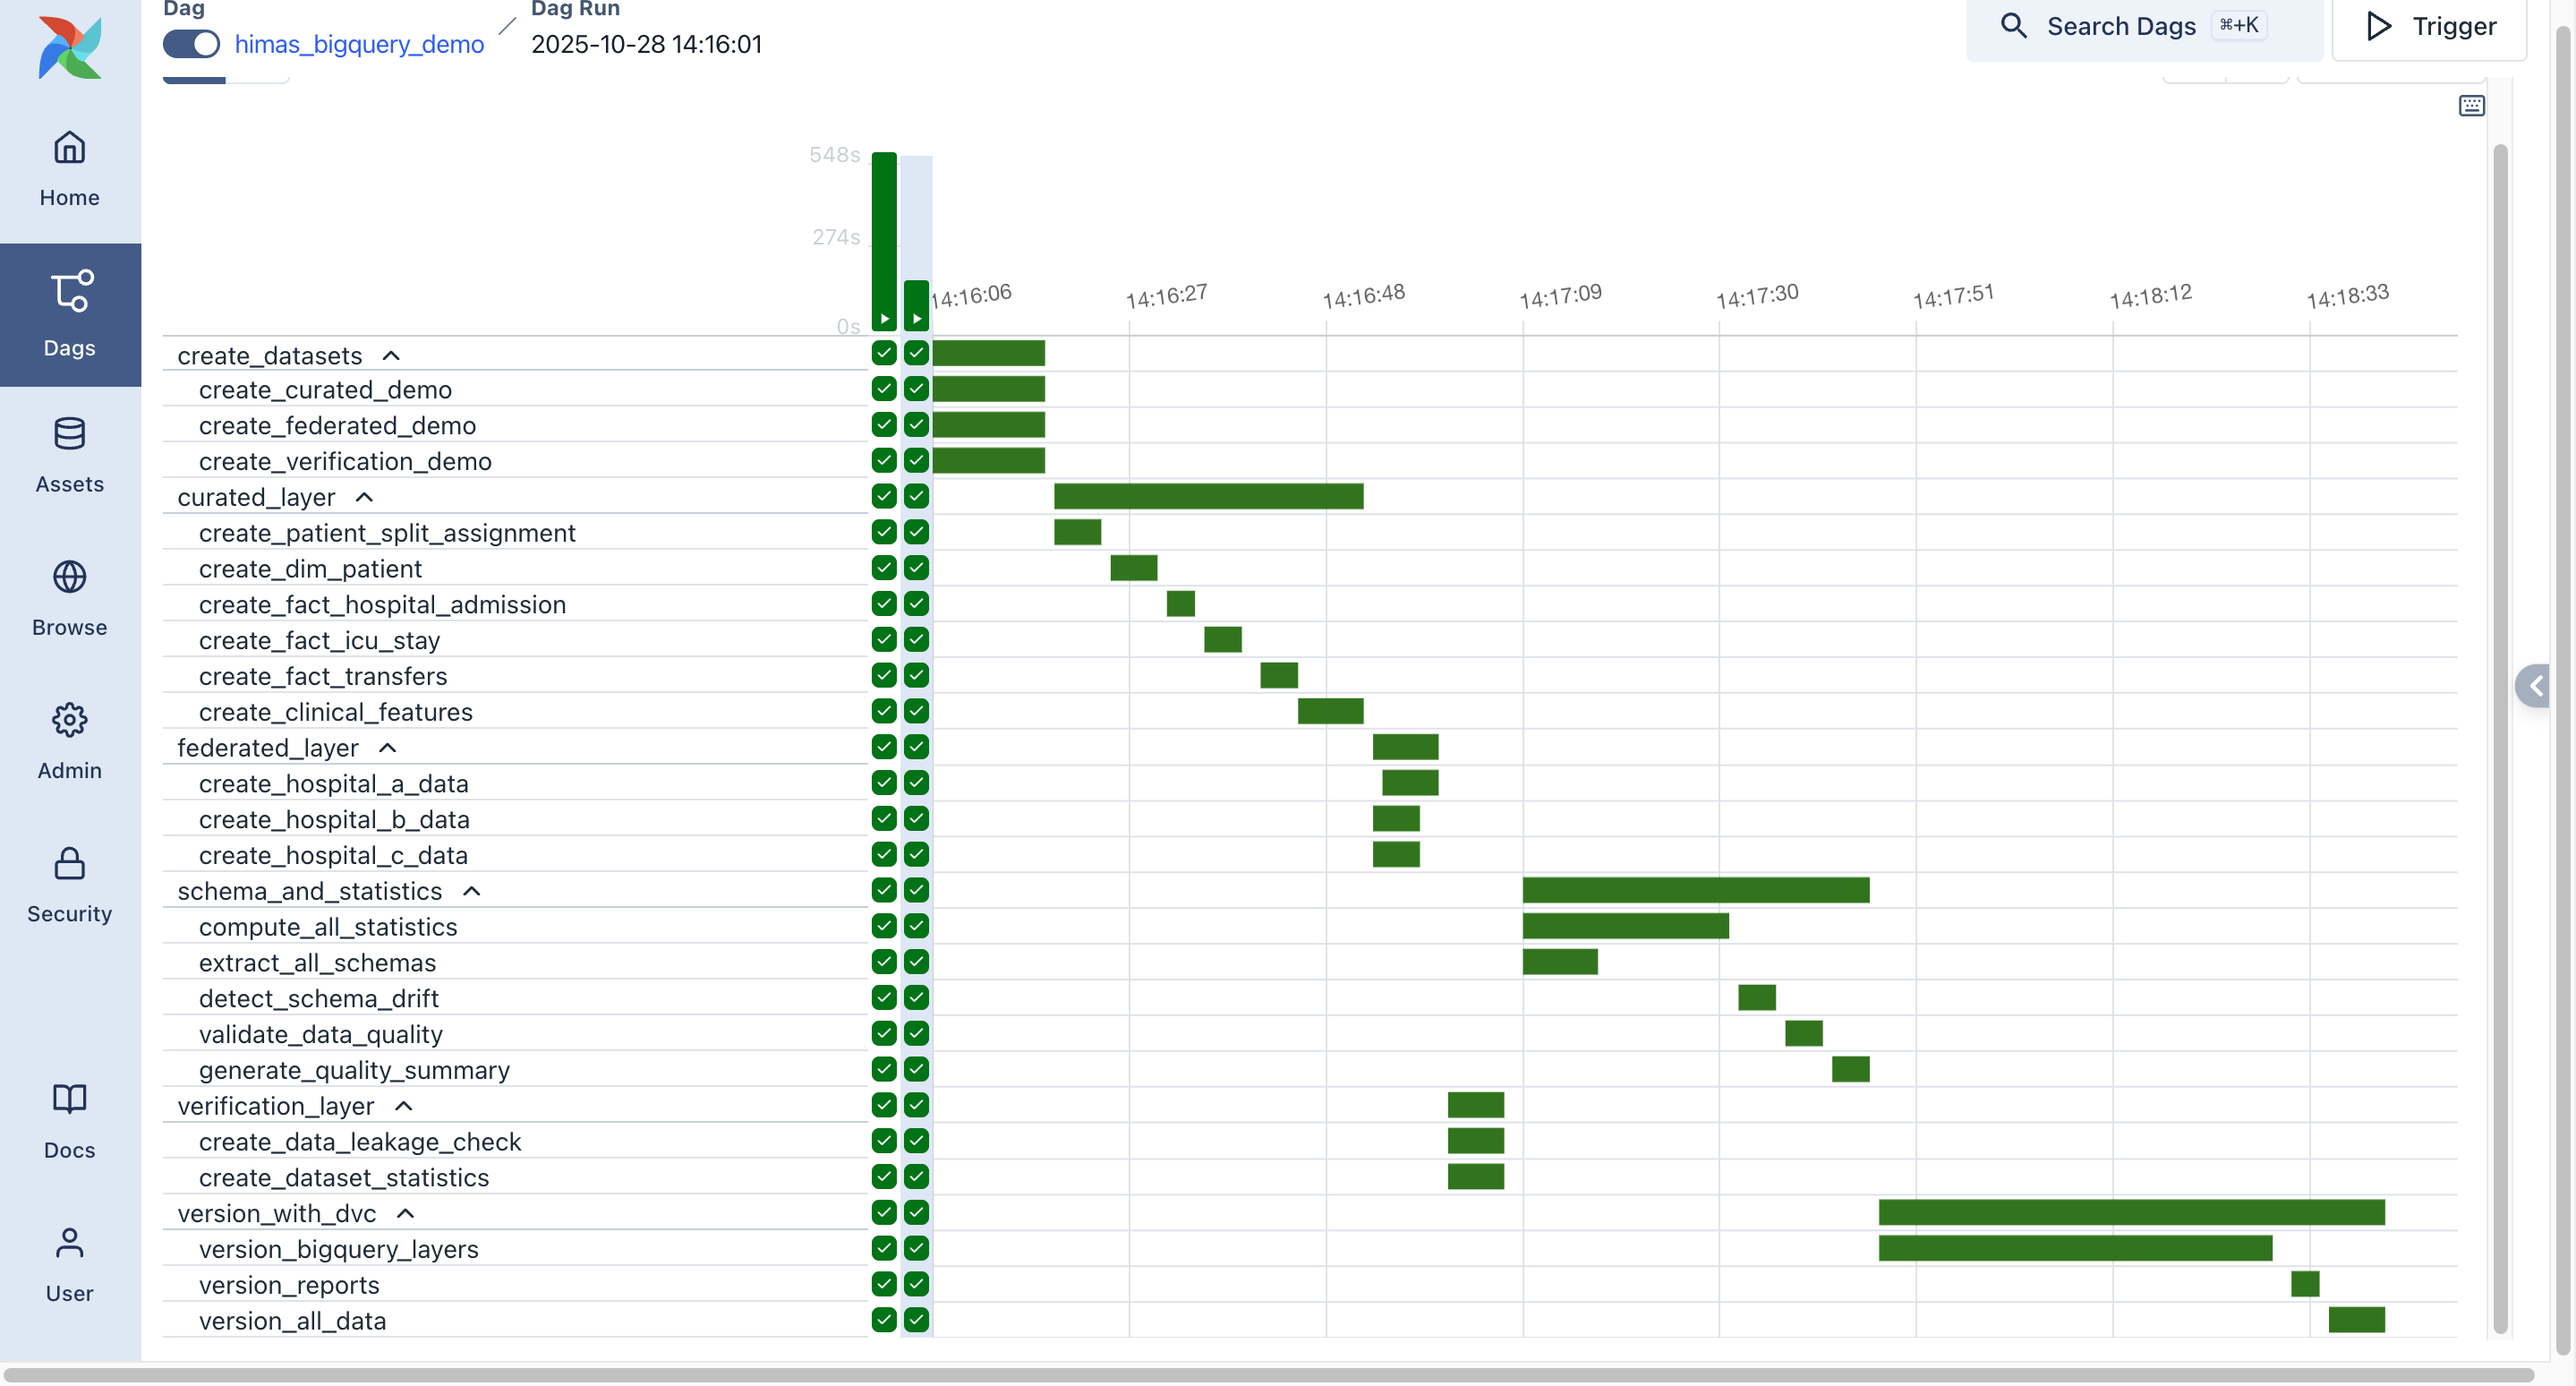 Dag
himas_bigquery_demo
/
Dag Run
2025-10-28 14:16:01
Search Dags ⌘+K
Trigger
Home
Dags
Assets
Browse
Admin
Security
Docs
User
548s
274s
0s
14:16:06 14:16:27 14:16:48 14:17:09 14:17:30 14:17:51 14:18:12 14:18:33
create_datasets
create_curated_demo
create_federated_demo
create_verification_demo
curated_layer
create_patient_split_assignment
create_dim_patient
create_fact_hospital_admission
create_fact_icu_stay
create_fact_transfers
create_clinical_features
federated_layer
create_hospital_a_data
create_hospital_b_data
create_hospital_c_data
schema_and_statistics
compute_all_statistics
extract_all_schemas
detect_schema_drift
validate_data_quality
generate_quality_summary
verification_layer
create_data_leakage_check
create_dataset_statistics
version_with_dvc
version_bigquery_layers
version_reports
version_all_data